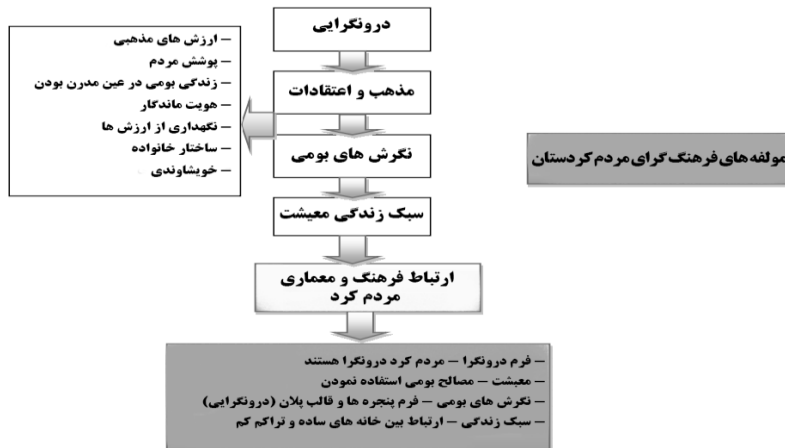 درونگرایی
مذهب و اعتقادات
نگرش های بومی
سبک زندگی معیشت
ارتباط فرهنگ و معماری
مردم کرد
– ارزش های مذهبی
– پوشش مردم
– زندگی بومی در عین مدرن بودن
– هویت ماندگار
– نگهداری از ارزش ها
– ساختار خانواده
– خویشاوندی
مولفه های فرهنگ گرای مردم کردستان
– فرم درونگرا – مردم کرد درونگرا هستند
– معیشت – مصالح بومی استفاده نمودن
– نگرش های بومی – فرم پنجره ها و قالب پلان (درونگرایی)
– سبک زندگی – ارتباط بین خانه های ساده و تراکم کم